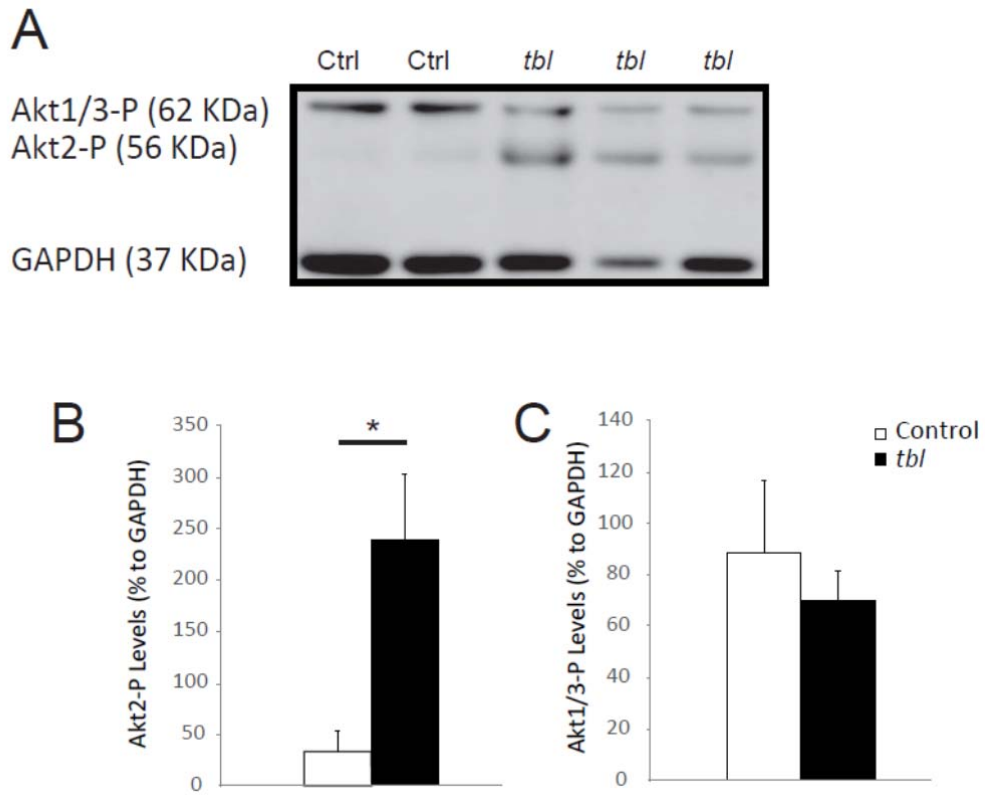 A
Ctrl Ctrl tbl tbl tbl
Akt1/3-P (62 KDa)
Akt2-P (56 KDa)
GAPDH (37 KDa)
B
Akt2-P Levels (% to GAPDH)
350
300
250
200
150
100
50
0
*
C
Akt1/3-P Levels (% to GAPDH)
140
120
100
80
60
40
20
0
Control
tbl